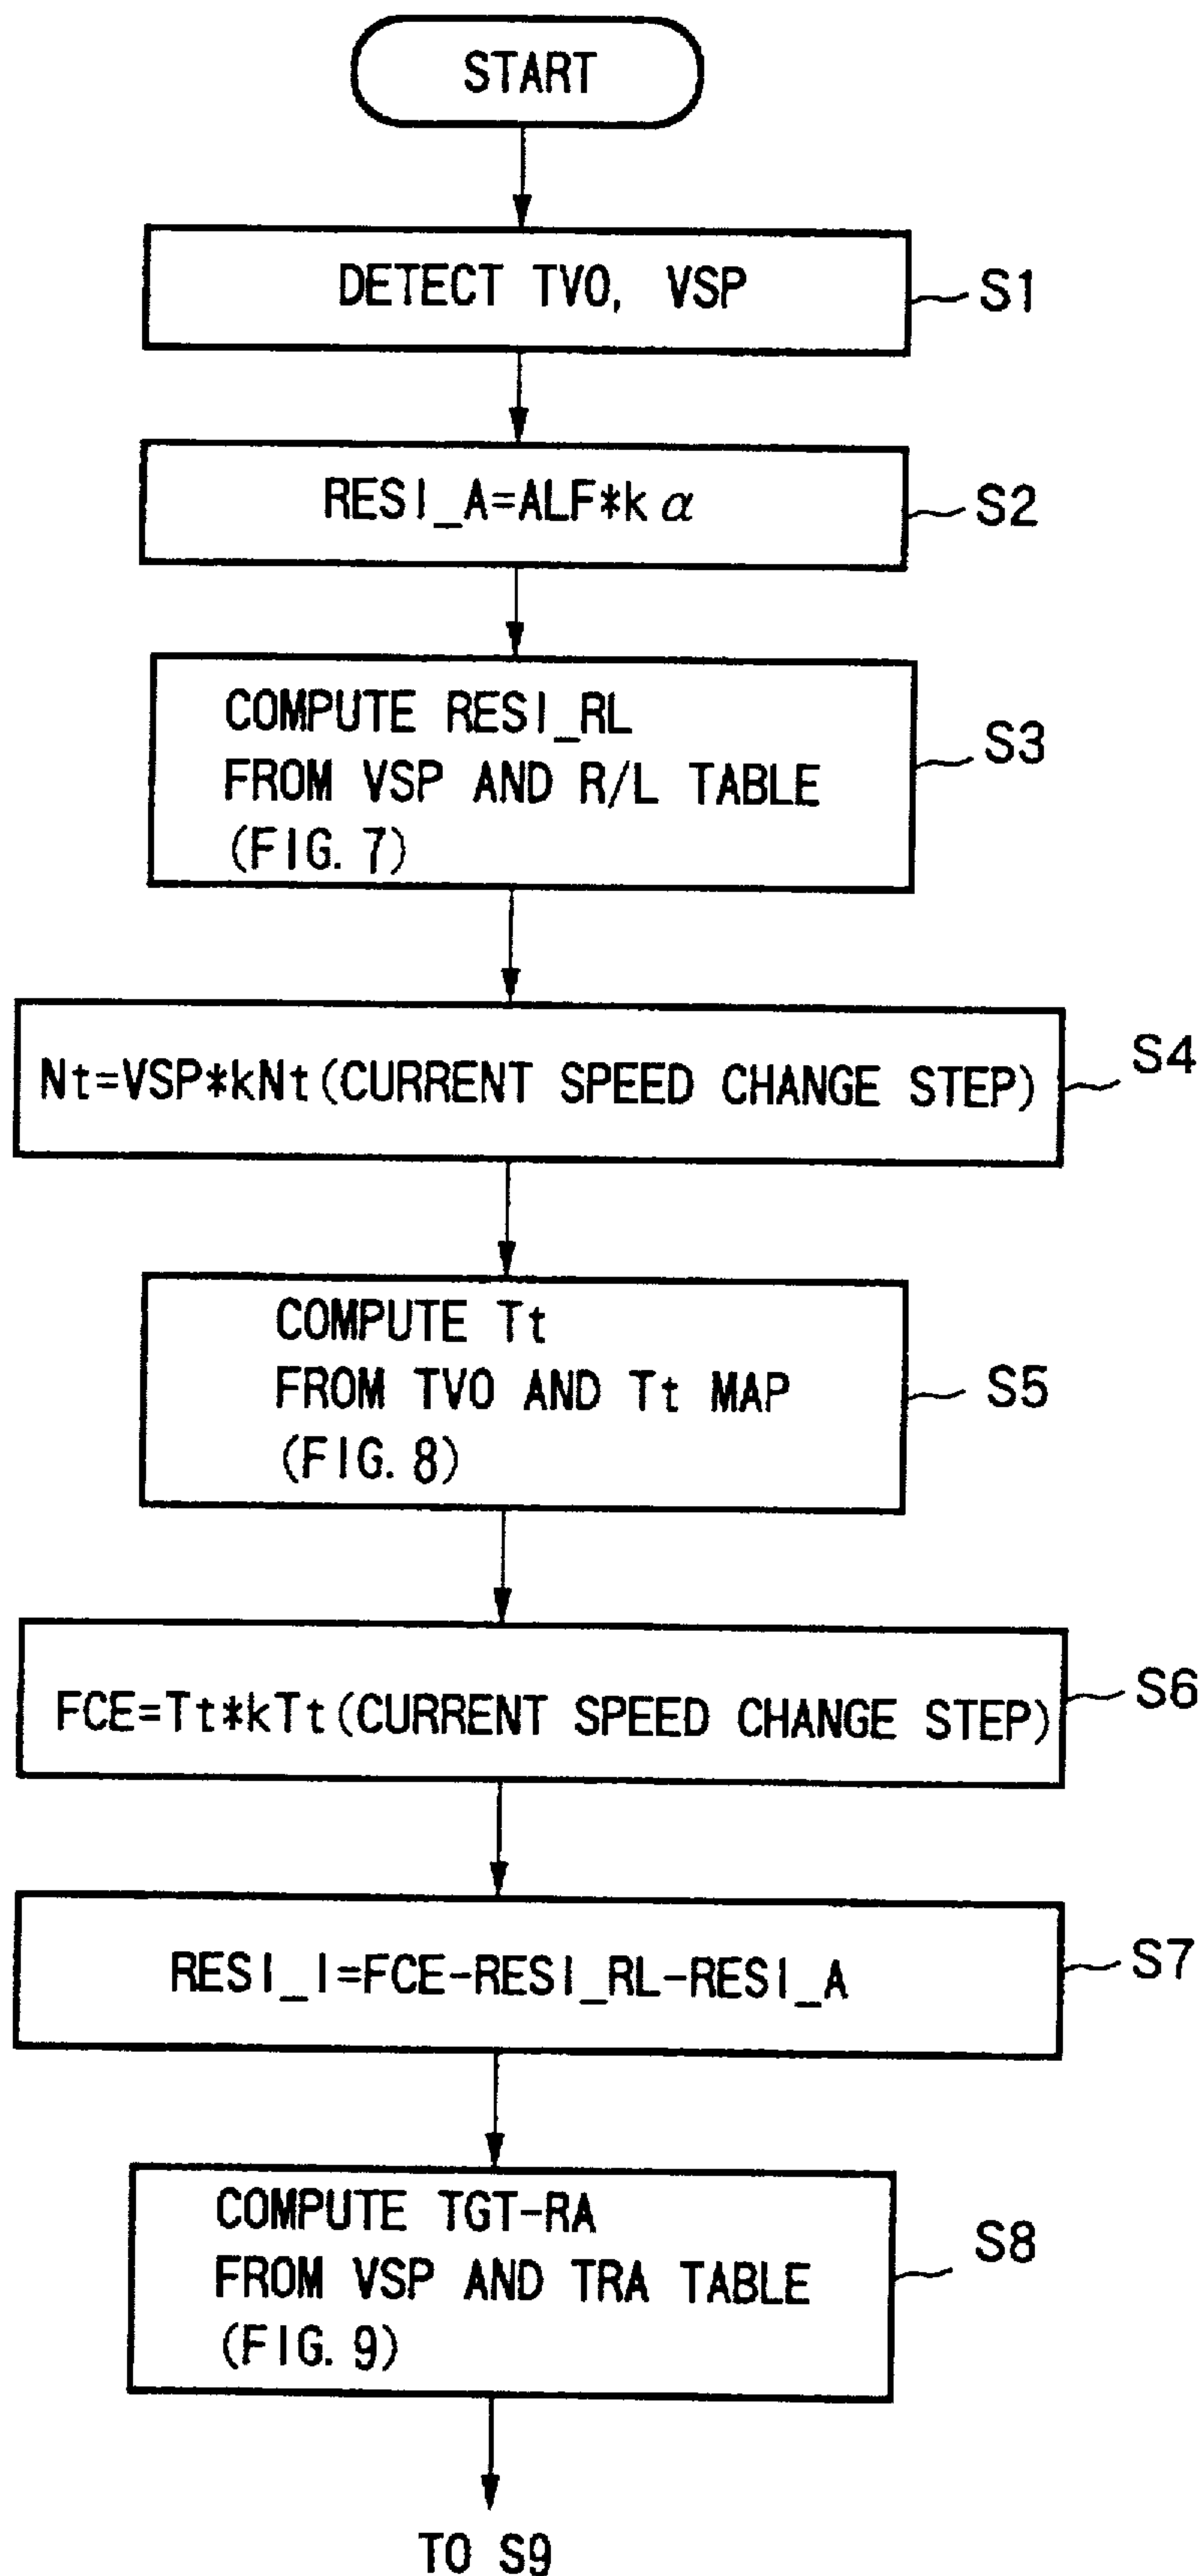 START
DETECT TVO, VSP
S1
RESI_A=ALF*kα
S2
COMPUTE RESI_RL
FROM VSP AND R/L TABLE
(FIG. 7)
S3
Nt=VSP*kNt(CURRENT SPEED CHANGE STEP)
S4
COMPUTE Tt
FROM TVO AND Tt MAP
(FIG. 8)
S5
FCE=Tt*kTt(CURRENT SPEED CHANGE STEP)
S6
RESI_I=FCE-RESI_RL-RESI_A
S7
COMPUTE TGT-RA
FROM VSP AND TRA TABLE
(FIG. 9)
S8
TO S9